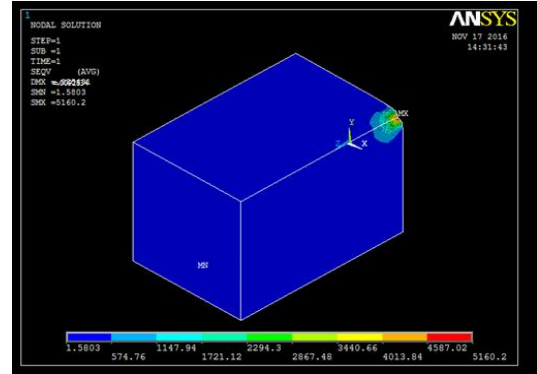 1
NODAL SOLUTION
STEP=1
SUB =1
TIME=1
SEQV (AVG)
DMX
SMN =1.5803
SMX =5160.2
ANSYS
NOV 17 2016
14:31:43
MX
Y
Z X
MN
1.5803 1147.94 2294.3 3440.66 4587.02
574.76 1721.12 2867.48 4013.84 5160.2